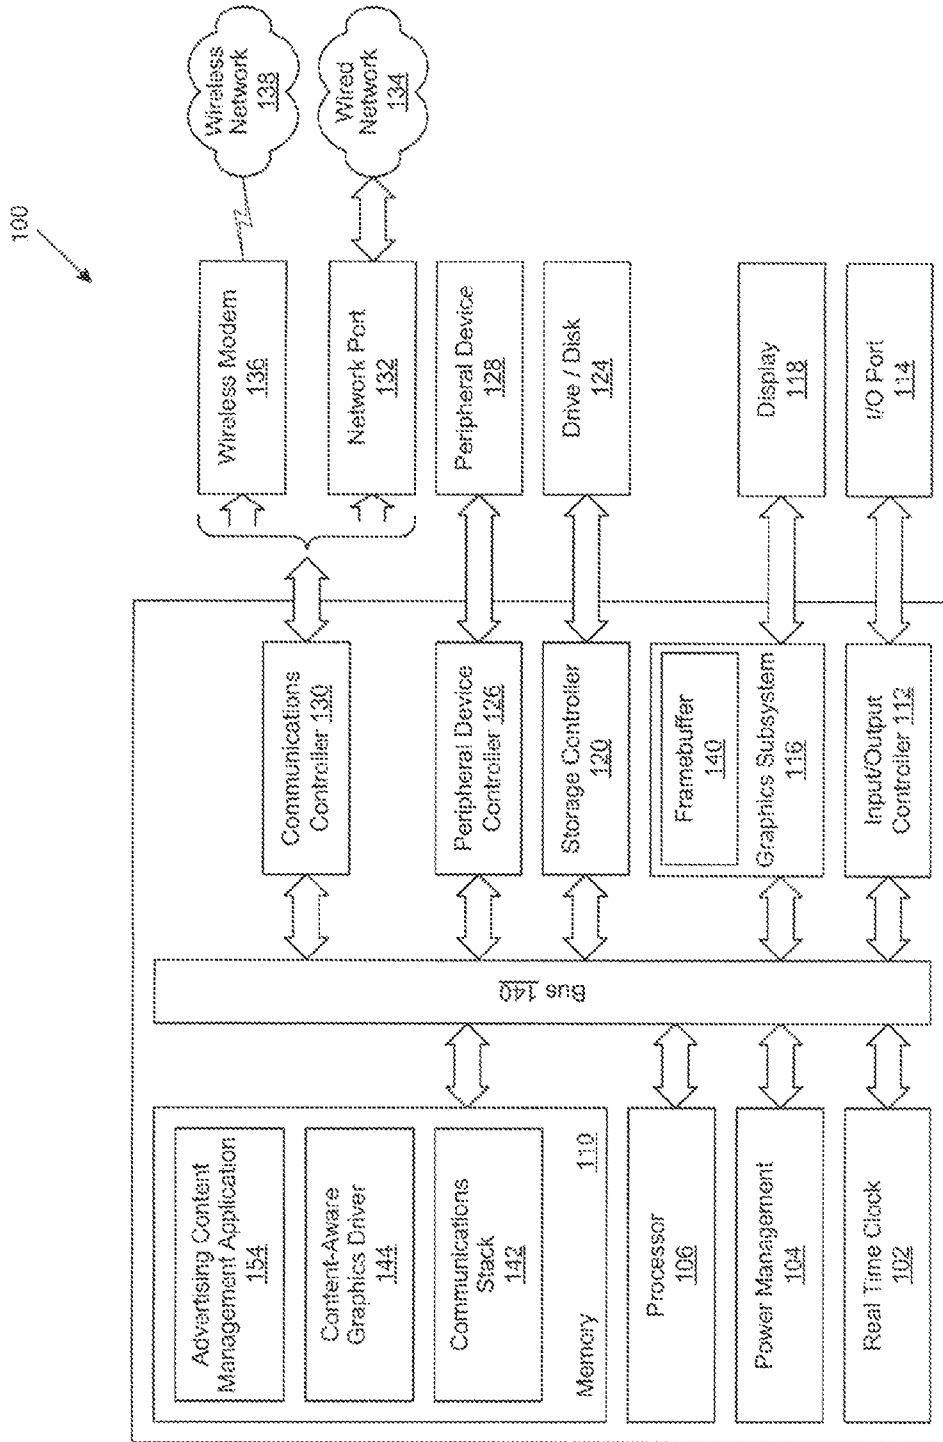 100
Advertising Content
Management Application
154
Content-Aware
Graphics Driver
144
Communications
Stack
142
Memory
110
Processor
106
Power Management
104
Real Time Clock
102
Bus 140
Communications
Controller 130
Peripheral Device
Controller 126
Storage Controller
120
Framebuffer
140
Graphics Subsystem
116
Input/Output
Controller 112
Wireless Modem
136
Network Port
132
Peripheral Device
128
Drive / Disk
124
Display
118
I/O Port
114
Wireless
Network
138
Wired
Network
134